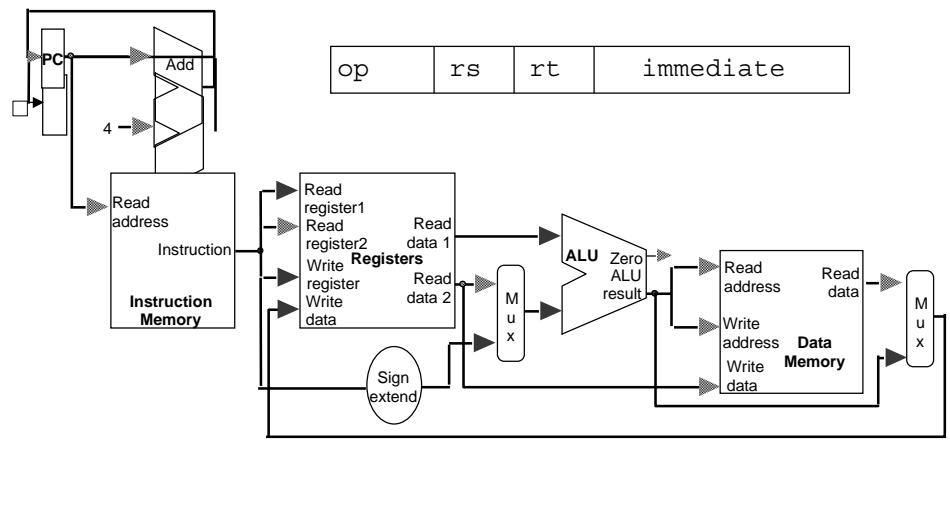 PC
Add
4
op rs rt immediate
Read
address
Instruction
Instruction
Memory
Read
register1
Read
register2
Write
register
Write
data
Registers
Read
data 1
Read
data 2
Sign
extend
M
u
x
ALU
Zero
ALU
result
Read
address
Write
address
Write
data
Read
data
Data
Memory
M
u
x